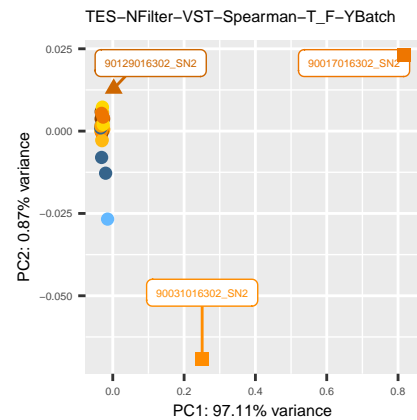 TES−NFilter−VST−Spearman−T_F−YBatch
0.025
0.000
−0.025
−0.050
PC2: 0.87% variance
90129016302_SN2
90017016302_SN2
90031016302_SN2
0.0
0.2
0.4
0.6
0.8
PC1: 97.11% variance